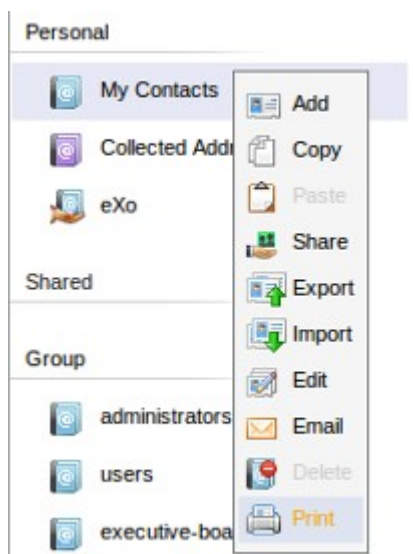 Personal
My Contacts
Collected Addr
eXo
Shared
Group
administrators
users
executive-boa
Add
Copy
Paste
Share
Export
Import
Edit
Email
Delete
Print